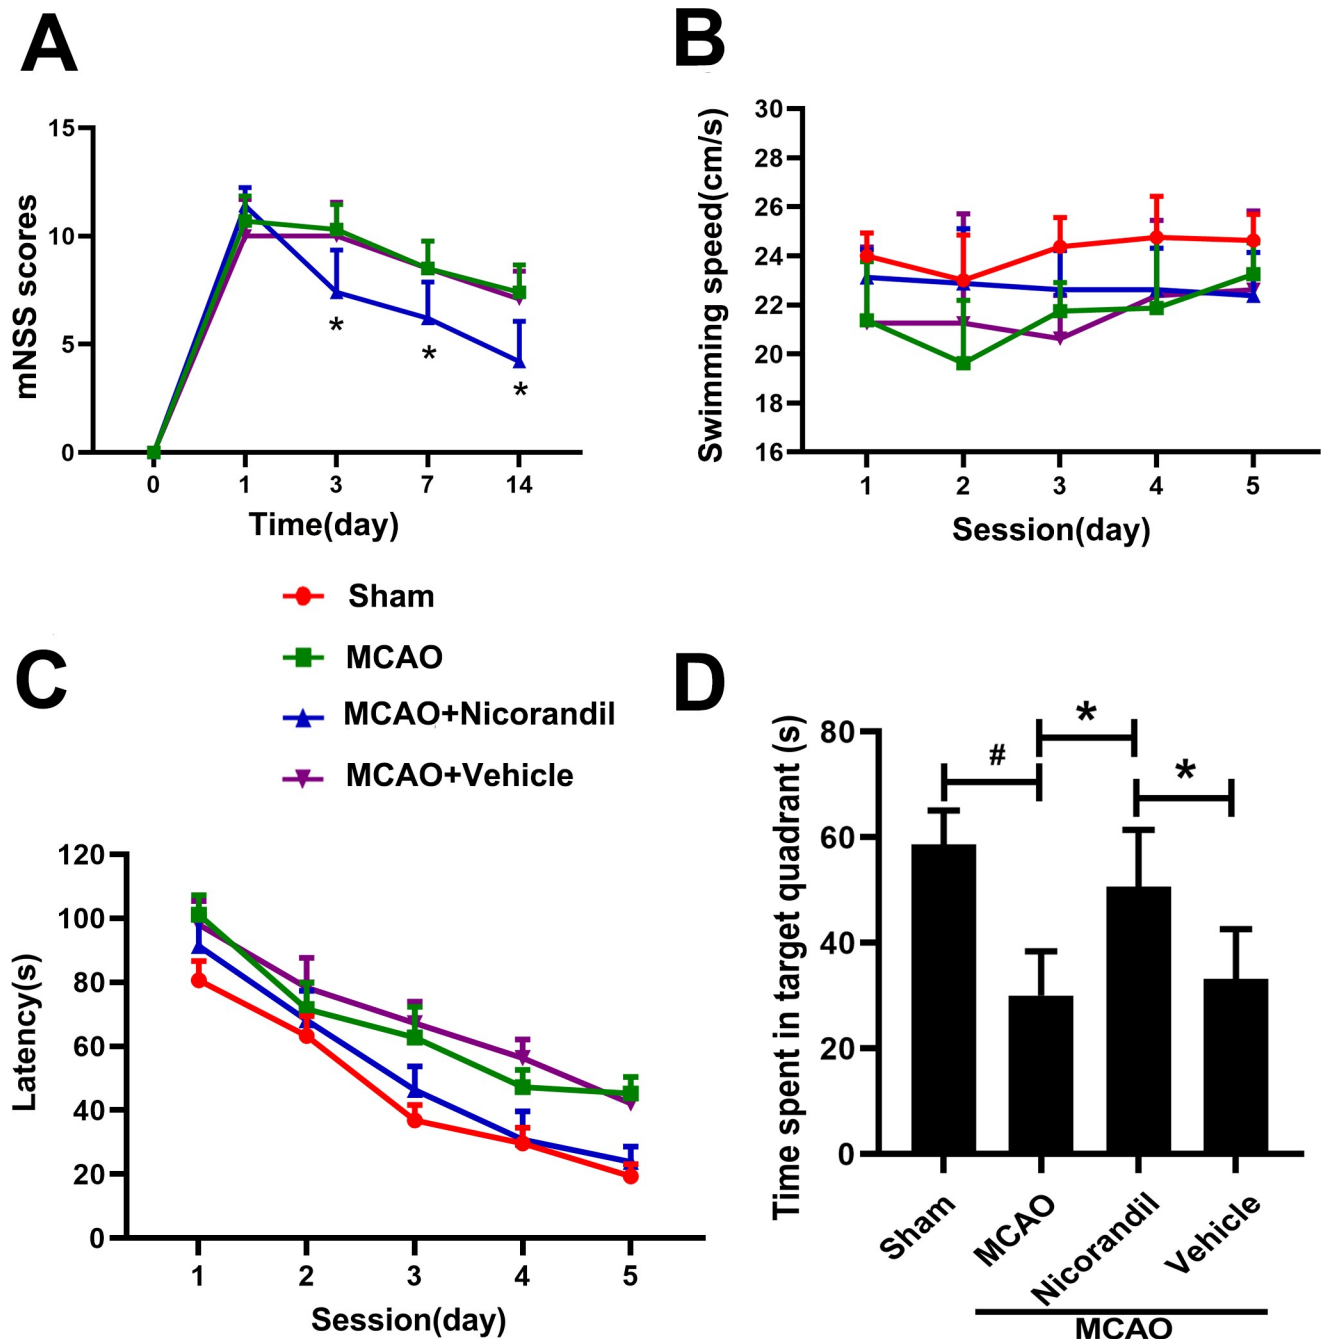 A
mNSS scores
15
10
5
0
0 1 3 7 14
*
*
*
Time(day)
B
Swimming speed(cm/s)
30
28
26
24
22
20
18
16
1 2 3 4 5
Session(day)
Sham
MCAO
MCAO+Nicorandil
MCAO+Vehicle
C
Latency(s)
120
100
80
60
40
20
0
1 2 3 4 5
Session(day)
D
Time spent in target quadrant (s)
80
60
40
20
0
#
*
*
Sham
MCAO
Nicorandil
Vehicle
MCAO